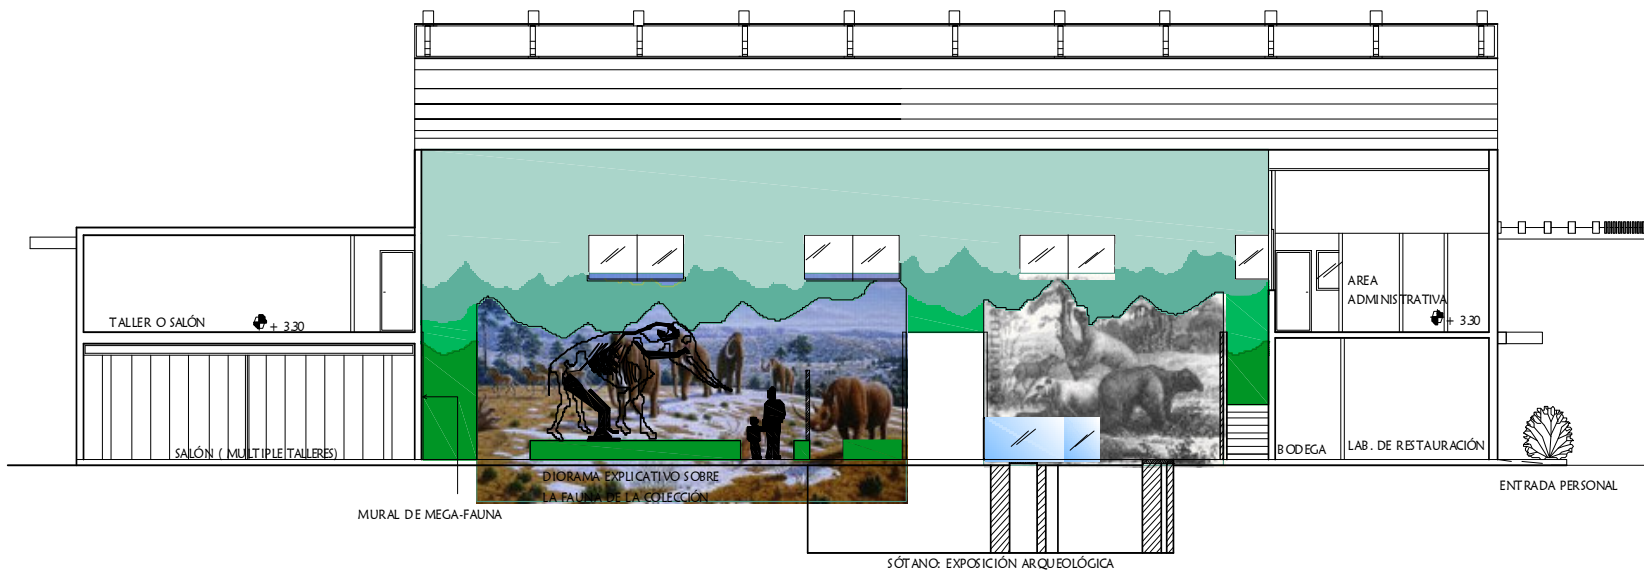 TALLER O SALÓN
+ 3.30
AREA
ADMINISTRATIVA
+ 3.30
SALÓN ( MULTIPLE TALLERES)
BODEGA
LAB. DE RESTAURACIÓN
DIORAMA EXPLICATIVO SOBRE
LA FAUNA DE LA COLECCIÓN
ENTRADA PERSONAL
MURAL DE MEGA-FAUNA
SÓTANO: EXPOSICIÓN ARQUEOLÓGICA